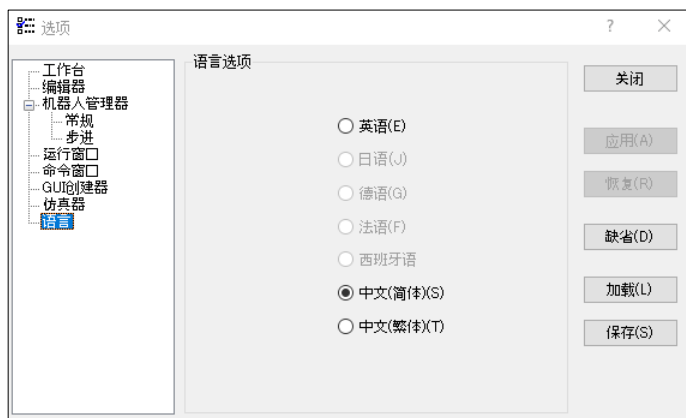 选项
工作台
编辑器
机器人管理器
常规
步进
运行窗口
命令窗口
GUI创建器
仿真器
语言
语言选项
英语(E)
日语(J)
德语(G)
法语(F)
西班牙语
中文(简体)(S)
中文(繁体)(T)
关闭
应用(A)
恢复(R)
缺省(D)
加载(L)
保存(S)